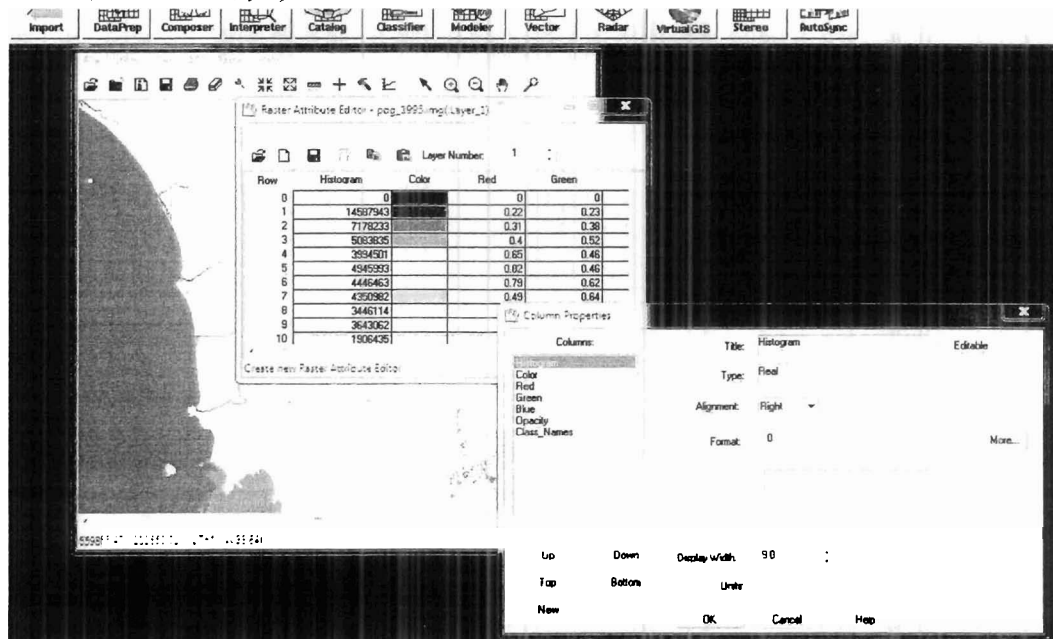 Import DataPrep Composer Interpreter Catalog Classifier Modeler Vector Radar VirtualGIS Stereo AutoSync
Raster Attribute Editor - pag_1995.img(:Layer_1)
Layer Number: 1
Row Histogram Color Red Green
0 0 0 0
1 14587943 0.22 0.23
2 7178233 0.31 0.38
3 5083835 0.4 0.52
4 3994501 0.65 0.46
5 4945993 0.82 0.46
6 4446463 0.79 0.62
7 4350982 0.49 0.64
8 3446114
9 3643062
10 1906435
Create new Raster Attribute Editor
Column Properties
Columns:
Histogram
Color
Red
Green
Blue
Opacity
Class_Names
Title: Histogram Editable
Type: Real
Alignment: Right
Format: 0 More...
Up Down Display Width: 9.0
Top Bottom Units:
New
OK Cancel Help